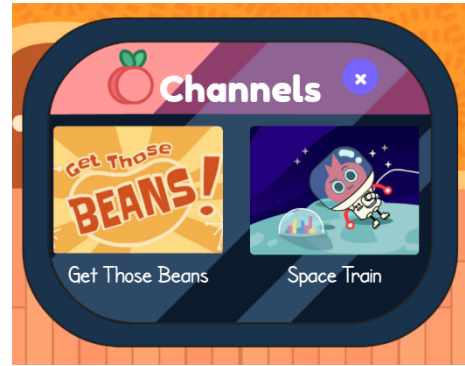 Channels
×
Get Those
BEANS!
Get Those Beans
Space Train